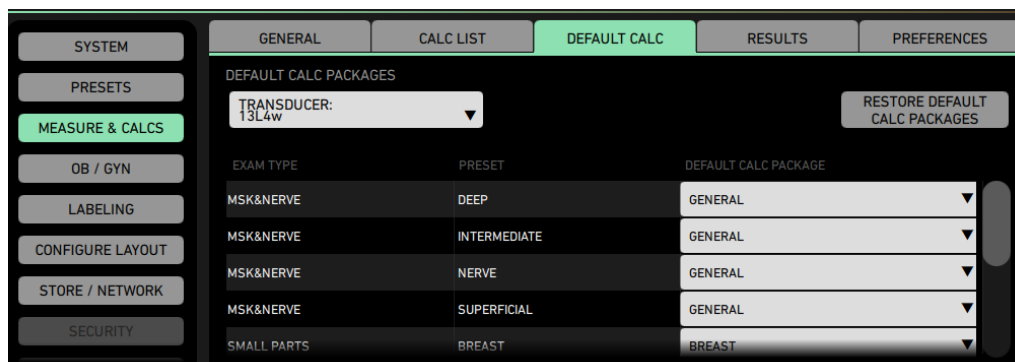 SYSTEM
PRESETS
MEASURE & CALCS
OB / GYN
LABELING
CONFIGURE LAYOUT
STORE / NETWORK
SECURITY
GENERAL CALC LIST DEFAULT CALC RESULTS PREFERENCES
DEFAULT CALC PACKAGES
TRANSDUCER:
13L4w
RESTORE DEFAULT
CALC PACKAGES
EXAM TYPE PRESET DEFAULT CALC PACKAGE
MSK&NERVE DEEP GENERAL
MSK&NERVE INTERMEDIATE GENERAL
MSK&NERVE NERVE GENERAL
MSK&NERVE SUPERFICIAL GENERAL
SMALL PARTS BREAST BREAST